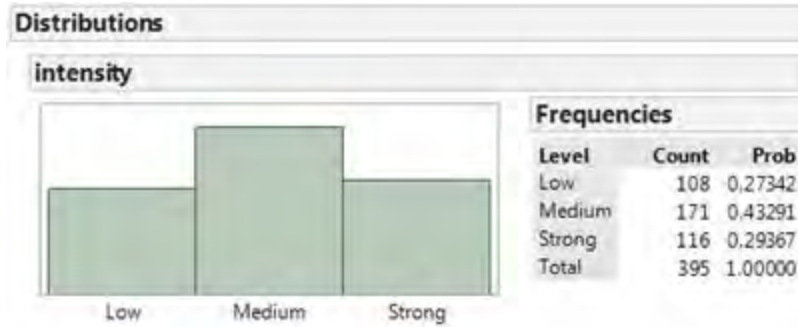 Distributions
intensity
Low Medium Strong
Frequencies
Level Count Prob
Low 108 0.27342
Medium 171 0.43291
Strong 116 0.29367
Total 395 1.00000